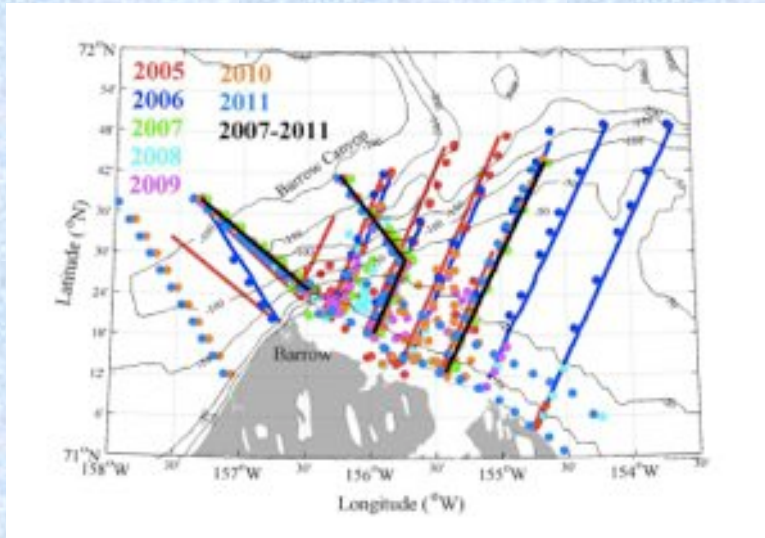 72°N
2005 2010
54'
2006 2011
48'
2007 2007-2011
2008
42'
2009
Barrow Canyon
36'
Latitude (°N)
30'
24'
18'
Barrow
12'
6'
71°N
158°W 30' 157°W 30' 156°W 30' 155°W 30' 154°W 30'
Longitude (°W)